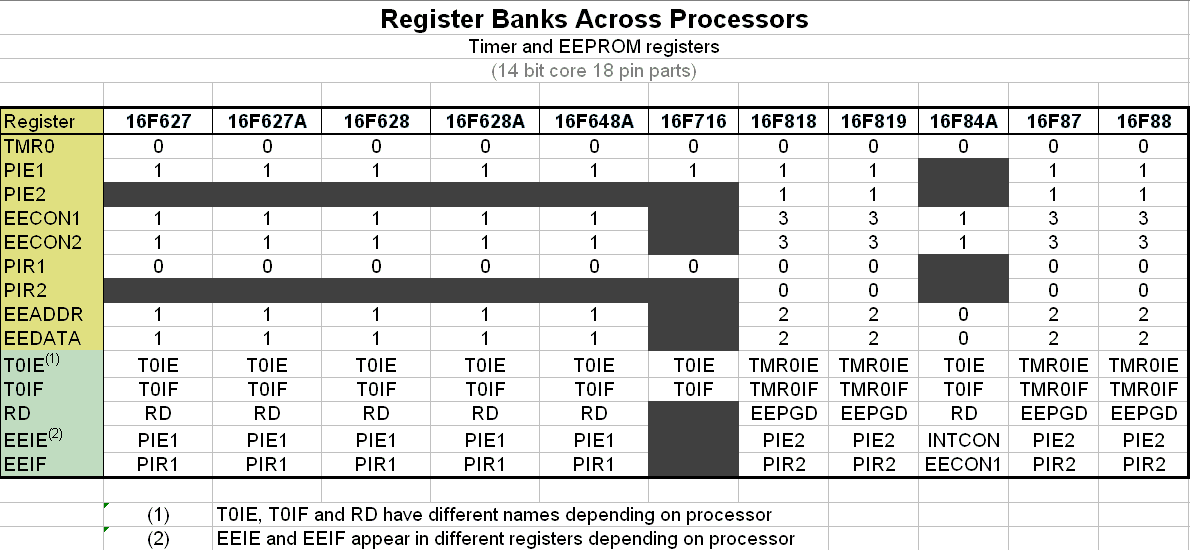 Register Banks Across Processors
Timer and EEPROM registers
(14 bit core 18 pin parts)
Register 16F627 16F627A 16F628 16F628A 16F648A 16F716 16F818 16F819 16F84A 16F87 16F88
TMR0 0 0 0 0 0 0 0 0 0 0 0
PIE1 1 1 1 1 1 1 1 1 1 1
PIE2 1 1 1 1
EECON1 1 1 1 1 1 3 3 1 3 3
EECON2 1 1 1 1 1 3 3 1 3 3
PIR1 0 0 0 0 0 0 0 0 0 0
PIR2 0 0 0 0
EEADDR 1 1 1 1 1 2 2 0 2 2
EEDATA 1 1 1 1 1 2 2 0 2 2
T0IE(1) T0IE T0IE T0IE T0IE T0IE T0IE TMR0IE TMR0IE T0IE TMR0IE TMR0IE
T0IF T0IF T0IF T0IF T0IF T0IF T0IF TMR0IF TMR0IF T0IF TMR0IF TMR0IF
RD RD RD RD RD RD EEPGD EEPGD RD EEPGD EEPGD
EEIE(2) PIE1 PIE1 PIE1 PIE1 PIE1 PIE2 PIE2 INTCON PIE2 PIE2
EEIF PIR1 PIR1 PIR1 PIR1 PIR1 PIR2 PIR2 EECON1 PIR2 PIR2
(1) T0IE, T0IF and RD have different names depending on processor
(2) EEIE and EEIF appear in different registers depending on processor